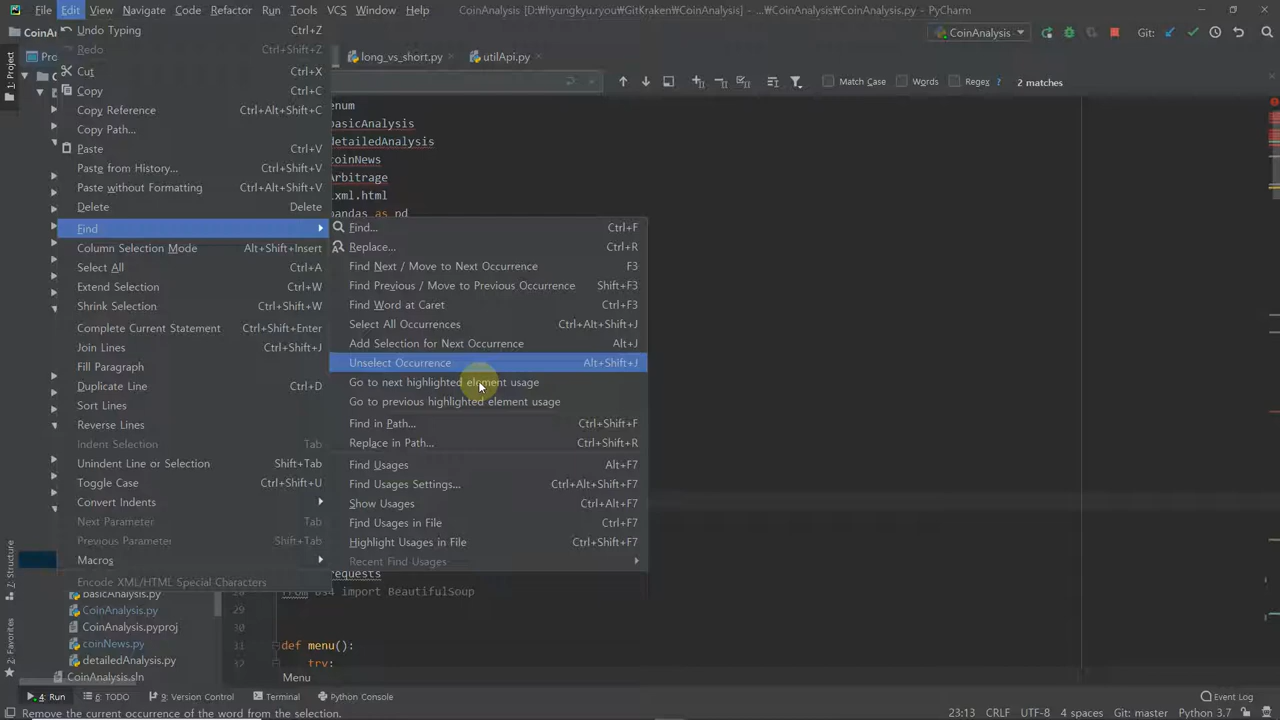 File Edit View Navigate Code Refactor Run Tools VCS Window Help CoinAnalysis [D:₩hyungkyu.ryou₩GitKraken₩CoinAnalysis] - ...₩CoinAnalysis₩CoinAnalysis.py - PyCharm
CoinAnalysis Git:
long_vs_short.py utilApi.py
Match Case Words Regex ? 2 matches
1: Project
7: Structure
2: Favorites
Undo Typing Ctrl+Z
Redo Ctrl+Shift+Z
Cut Ctrl+X
Copy Ctrl+C
Copy Reference Ctrl+Alt+Shift+C
Copy Path...
Paste Ctrl+V
Paste from History... Ctrl+Shift+V
Paste without Formatting Ctrl+Alt+Shift+V
Delete Delete
Find
Column Selection Mode Alt+Shift+Insert
Select All Ctrl+A
Extend Selection Ctrl+W
Shrink Selection Ctrl+Shift+W
Complete Current Statement Ctrl+Shift+Enter
Join Lines Ctrl+Shift+J
Fill Paragraph
Duplicate Line Ctrl+D
Sort Lines
Reverse Lines
Indent Selection Tab
Unindent Line or Selection Shift+Tab
Toggle Case Ctrl+Shift+U
Convert Indents
Next Parameter Tab
Previous Parameter Shift+Tab
Macros
Encode XML/HTML Special Characters
enum
basicAnalysis
detailedAnalysis
coinNews
Arbitrage
lxml.html
pandas as pd
Find... Ctrl+F
Replace... Ctrl+R
Find Next / Move to Next Occurrence F3
Find Previous / Move to Previous Occurrence Shift+F3
Find Word at Caret Ctrl+F3
Select All Occurrences Ctrl+Alt+Shift+J
Add Selection for Next Occurrence Alt+J
Unselect Occurrence Alt+Shift+J
Go to next highlighted element usage
Go to previous highlighted element usage
Find in Path... Ctrl+Shift+F
Replace in Path... Ctrl+Shift+R
Find Usages Alt+F7
Find Usages Settings... Ctrl+Alt+Shift+F7
Show Usages Ctrl+Alt+F7
Find Usages in File Ctrl+F7
Highlight Usages in File Ctrl+Shift+F7
Recent Find Usages
requests
28 from bs4 import BeautifulSoup
29
30
31 def menu():
32 try:
Menu
basicAnalysis.py
CoinAnalysis.py
CoinAnalysis.pyproj
coinNews.py
detailedAnalysis.py
CoinAnalysis.sln
4: Run 6: TODO 9: Version Control Terminal Python Console Event Log
Remove the current occurrence of the word from the selection. 23:13 CRLF UTF-8 4 spaces Git: master Python 3.7